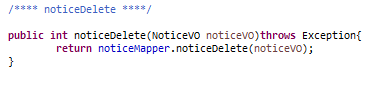 /**** noticeDelete ****/
public int noticeDelete(NoticeVO noticeVO)throws Exception{
return noticeMapper.noticeDelete(noticeVO);
}